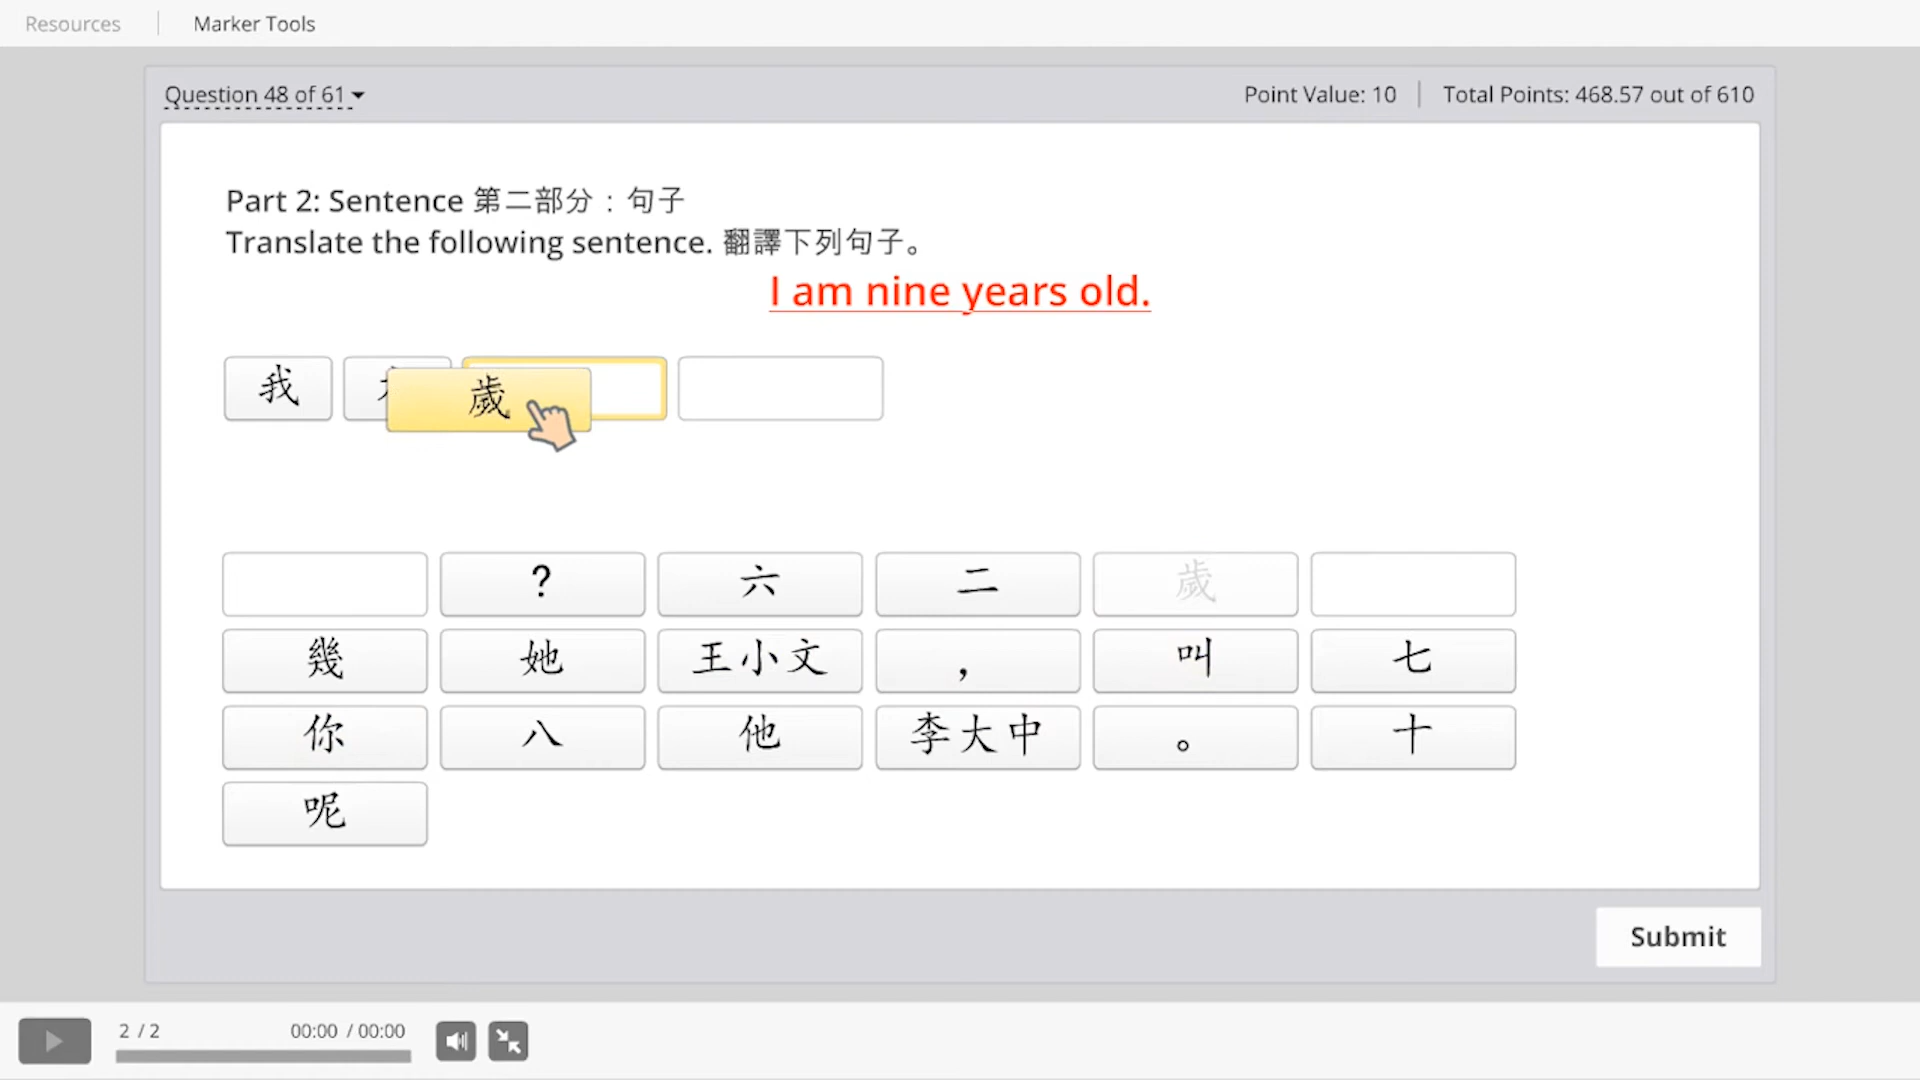 Resources Marker Tools
Question 48 of 61 Point Value: 10 Total Points: 468.57 out of 610
Part 2: Sentence 第二部分：句子
Translate the following sentence. 翻譯下列句子。
I am nine years old.
我 歲
? 六 二 歲
幾 她 王小文 ， 叫 七
你 八 他 李大中 。 十
呢
Submit
2 / 2 00:00 / 00:00